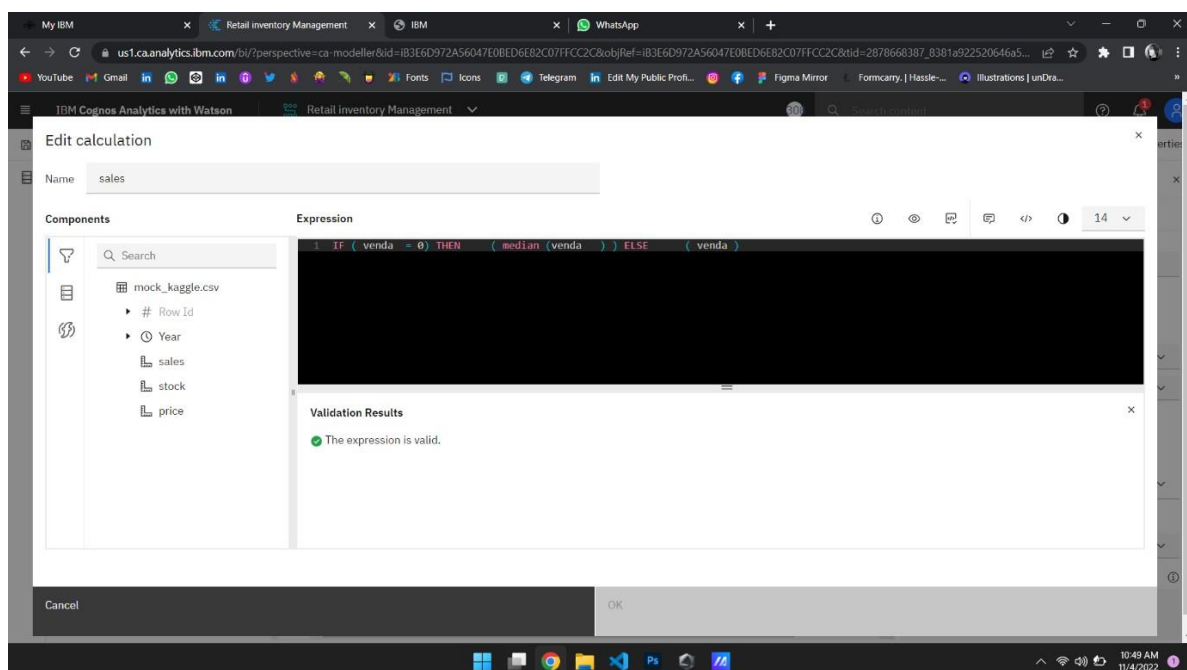 My IBM
Retail inventory Management
IBM
WhatsApp
us1.ca.analytics.ibm.com/bi/?perspective=ca-modeller&id=iB3E6D972A56047E0BED6E82C07FFCC2C&objRef=iB3E6D972A56047E0BED6E82C07FFCC2C&tid=2878668387_8381a922520646a5...
YouTube Gmail Fonts Icons Telegram Edit My Public Profi... Figma Mirror Formcarry. | Hassle-... Illustrations | unDra... »
IBM Cognos Analytics with Watson Retail inventory Management Search content 1
Edit calculation
erties
Name sales
Components Expression 14
1 IF ( venda = 0) THEN ( median (venda ) ) ELSE ( venda )
Search
mock_kaggle.csv
# Row Id
Year
sales
stock
price
Validation Results
The expression is valid.
Cancel OK
10:49 AM
11/4/2022 1